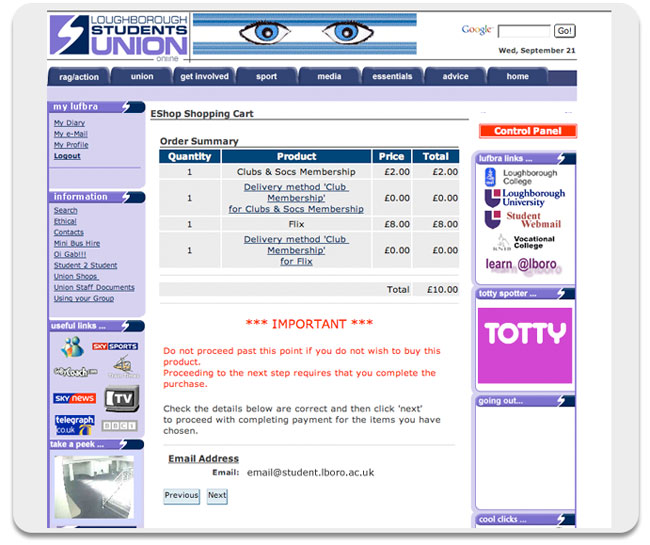 LOUGHBOROUGH
STUDENTS
UNION
online
Google
Go!
Wed, September 21
rag/action
union
get involved
sport
media
essentials
advice
home
my lufbra
My Diary
My e-Mail
My Profile
Logout
information
Search
Ethical
Contacts
Mini Bus Hire
Oi Gab!!!
Student 2 Student
Union Shops
Union Staff Documents
Using your Group
useful links ...
SKY SPORTS
SKY NEWS
TV
telegraph
co.uk
BBC1
take a peek ...
EShop Shopping Cart
Order Summary
Quantity Product Price Total
1 Clubs & Socs Membership £2.00 £2.00
1 Delivery method 'Club Membership' for Clubs & Socs Membership £0.00 £0.00
1 Flix £8.00 £8.00
1 Delivery method 'Club Membership' for Flix £0.00 £0.00
Total £10.00
*** IMPORTANT ***
Do not proceed past this point if you do not wish to buy this
product.
Proceeding to the next step requires that you complete the
purchase.
Check the details below are correct and then click 'next'
to proceed with completing payment for the items you have
chosen.
Email Address
Email: email@student.lboro.ac.uk
Previous Next
Control Panel
lufbra links ...
Loughborough
College
Loughborough
University
Student
Webmail
RNIB Vocational
College
learn @lboro
totty spotter ...
TOTTY
going out...
cool clicks ...